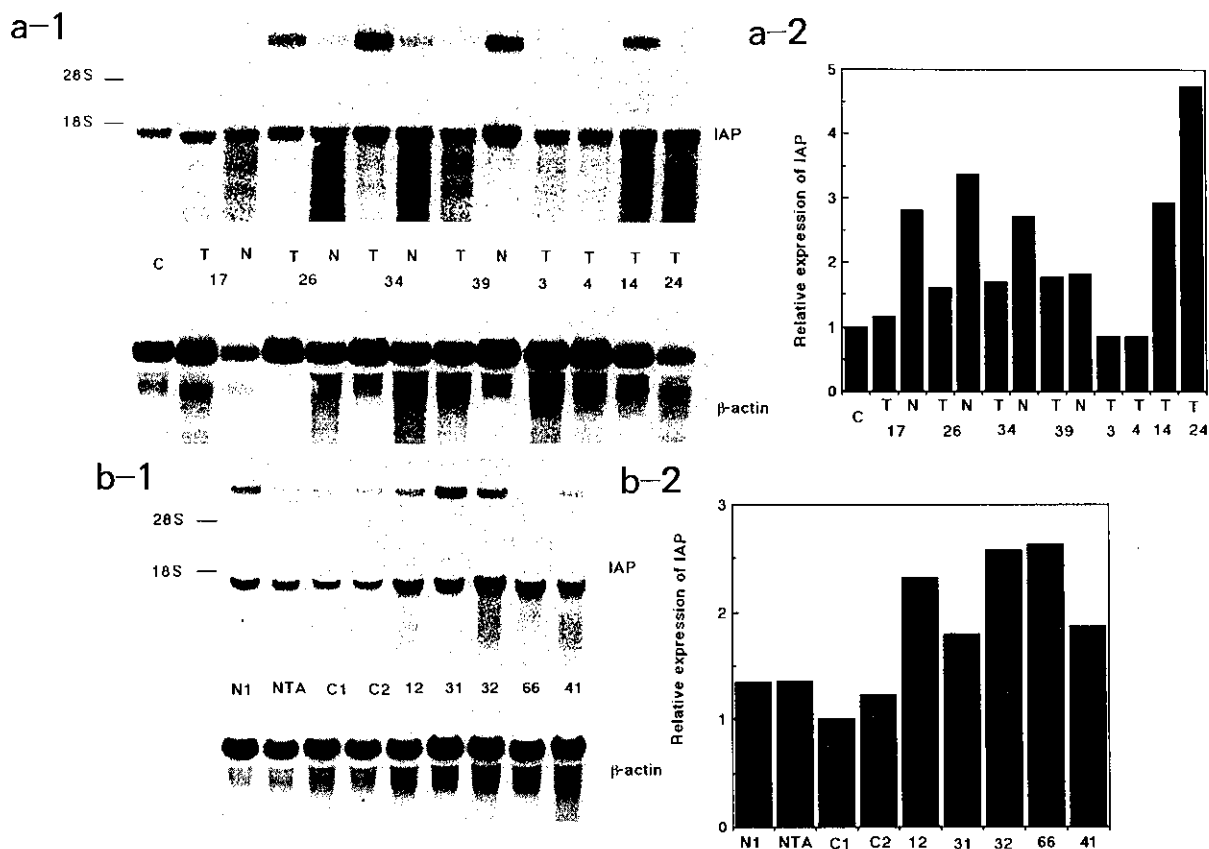 a-1
28S
18S
IAP
C T N T N T N T N T T T T
17 26 34 39 3 4 14 24
β-actin
a-2
Relative expression of IAP
5
4
3
2
1
0
C T N T N T N T N T T T T
17 26 34 39 3 4 14 24
b-1
28S
18S
IAP
N1 NTA C1 C2 12 31 32 66 41
β-actin
b-2
Relative expression of IAP
3
2
1
0
N1 NTA C1 C2 12 31 32 66 41